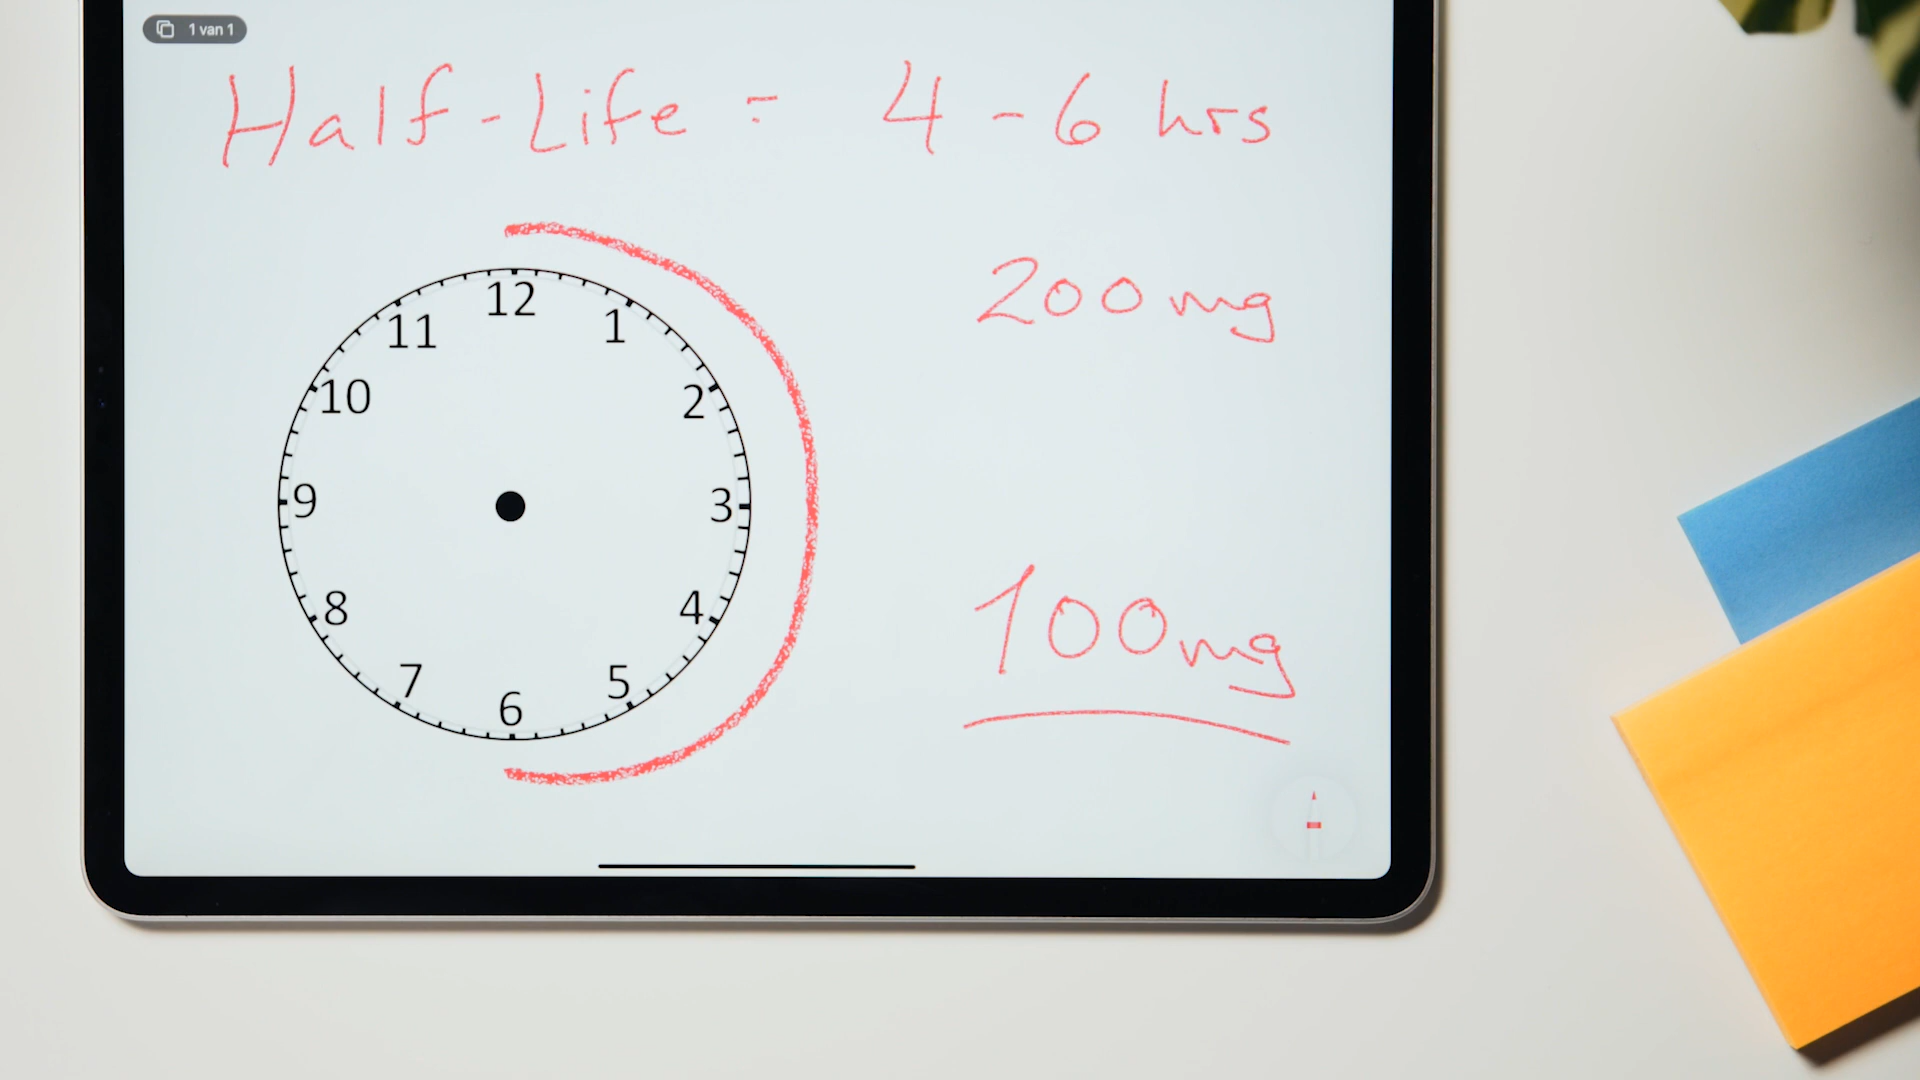 1 van 1
Half-Life = 4 - 6 hrs
200mg
12
11 1
10 2
9 3
8 4
7 5
6
100mg